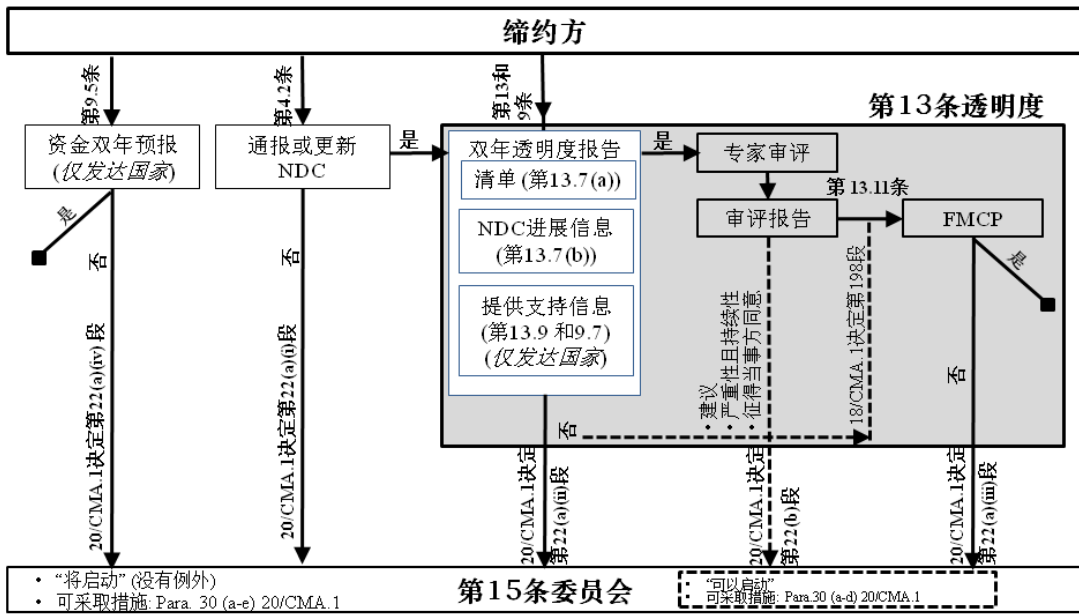 缔约方
第9.5条
第4.2条
第13和
9条
第13条透明度
资金双年预报
(仅发达国家)
通报或更新
NDC
是
双年透明度报告
清单 (第13.7(a))
NDC进展信息
(第13.7(b))
提供支持信息
(第13.9 和9.7)
(仅发达国家)
是
专家审评
第 13.11条
审评报告
FMCP
是
否
20/CMA.1决定第22(a)(iv) 段
否
20/CMA.1决定第22(a)(i)段
否
20/CMA.1决定
第22(a)(ii)段
• 建议
• 严重性且持续性
• 征得当事方同意
18/CMA.1决定第198段
20/CMA.1决定
第22(b)段
是
否
20/CMA.1决定
第22(a)(iii)段
• “将启动” (没有例外)
• 可采取措施: Para. 30 (a-e) 20/CMA.1
第15条委员会
• “可以启动”
• 可采取措施: Para.30 (a-d) 20/CMA.1